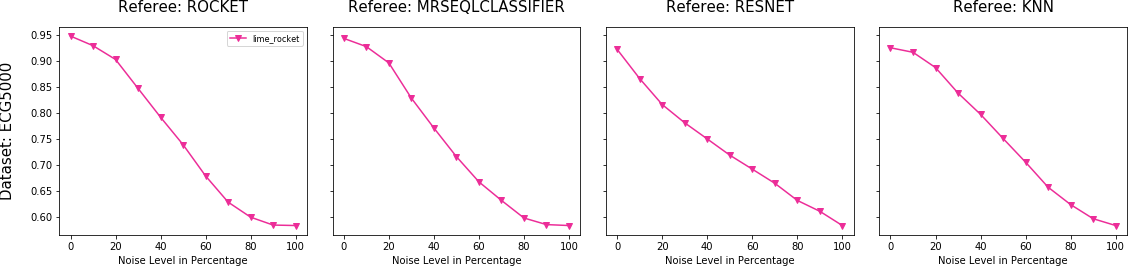 Referee: ROCKET
Referee: MRSEQLCLASSIFIER
Referee: RESNET
Referee: KNN
Dataset: ECG5000
0.95
0.90
0.85
0.80
0.75
0.70
0.65
0.60
lime_rocket
0 20 40 60 80 100
0 20 40 60 80 100
0 20 40 60 80 100
0 20 40 60 80 100
Noise Level in Percentage
Noise Level in Percentage
Noise Level in Percentage
Noise Level in Percentage